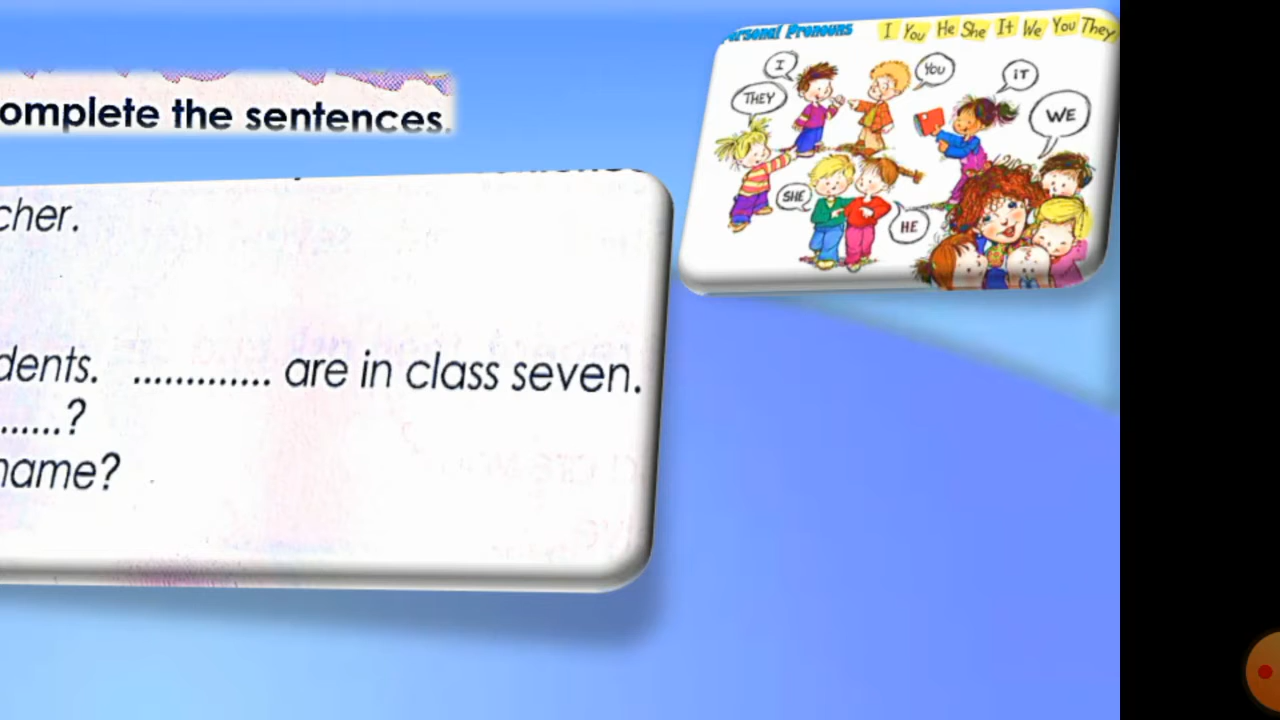 omplete the sentences.
cher.
dents. ............. are in class seven.
......?
name?
ersonal Pronouns I You He She It We You They
I
YOU
IT
THEY
WE
SHE
HE